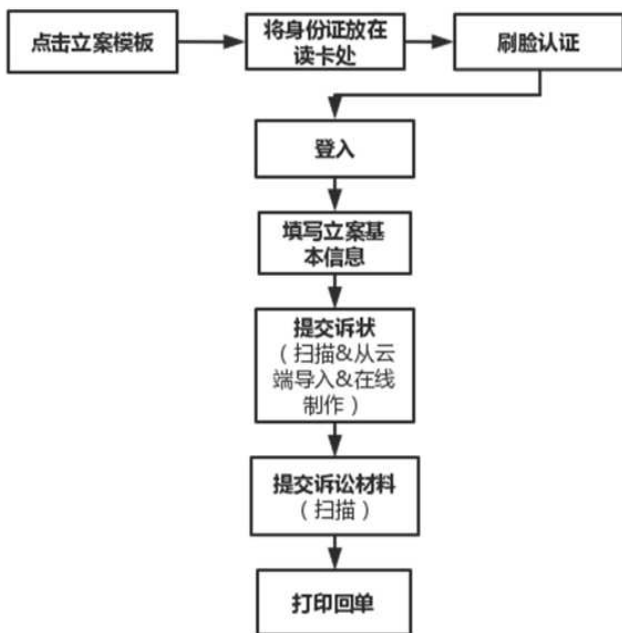 点击立案模板
将身份证放在
读卡处
刷脸认证
登入
填写立案基
本信息
提交诉状
（扫描&从云
端导入&在线
制作）
提交诉讼材料
（扫描）
打印回单